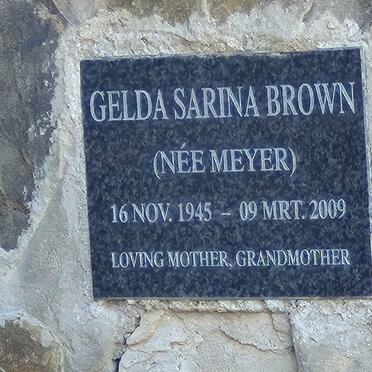 GELDA SARINA BROWN
(NÉE MEYER)
16 NOV. 1945 – 09 MRT. 2009
LOVING MOTHER, GRANDMOTHER